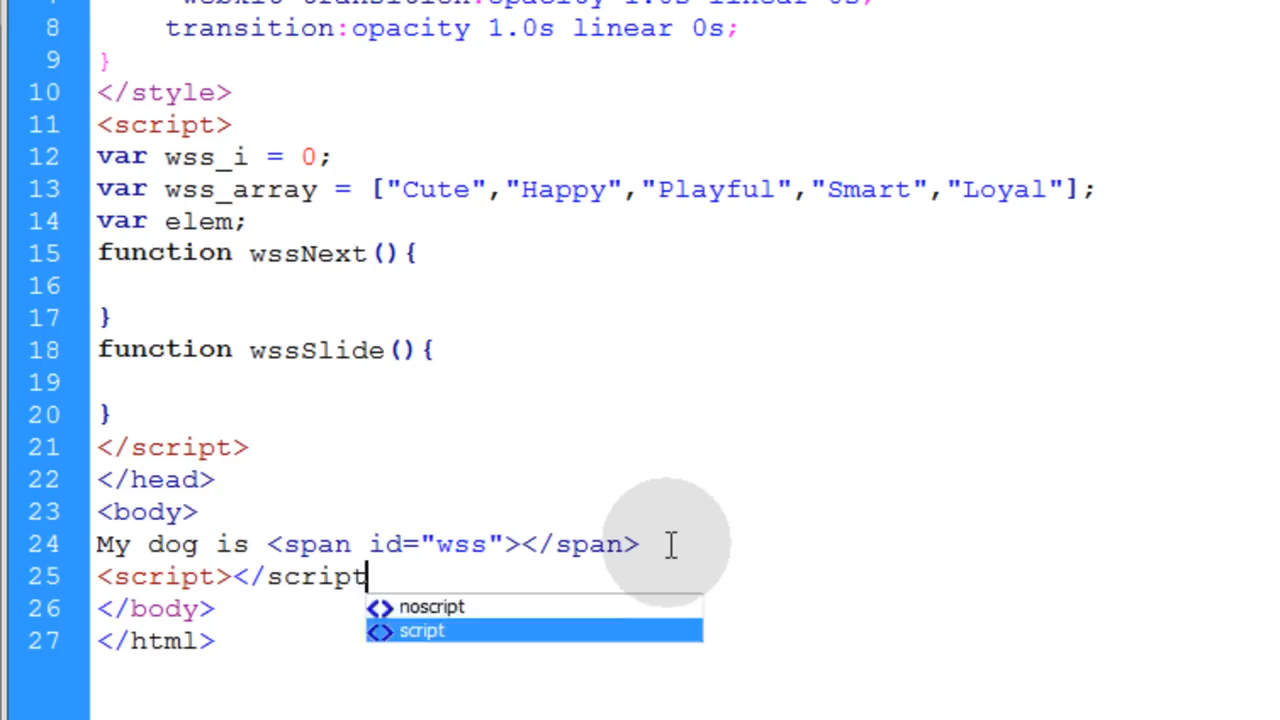 8 transition:opacity 1.0s linear 0s;
9 }
10 </style>
11 <script>
12 var wss_i = 0;
13 var wss_array = ["Cute","Happy","Playful","Smart","Loyal"];
14 var elem;
15 function wssNext(){
16
17 }
18 function wssSlide(){
19
20 }
21 </script>
22 </head>
23 <body>
24 My dog is <span id="wss"></span>
25 <script></script
noscript
26 </body>
script
27 </html>